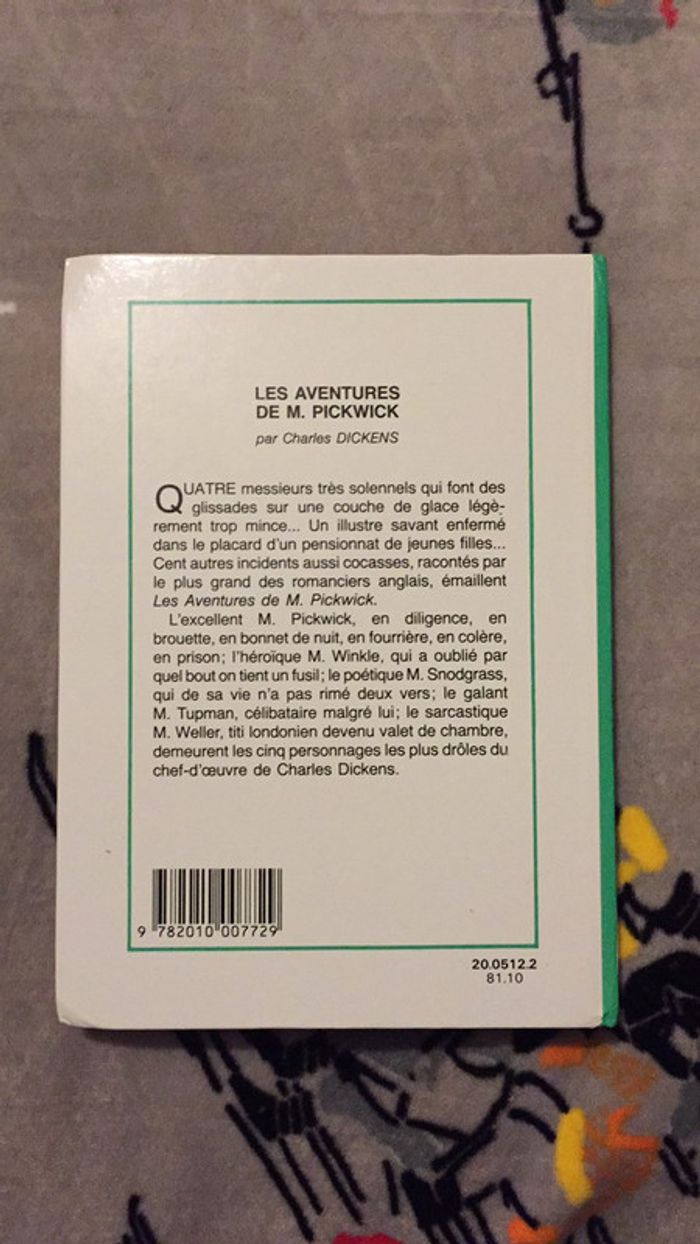 LES AVENTURES
DE M. PICKWICK
par Charles DICKENS
QUATRE messieurs très solennels qui font des
glissades sur une couche de glace légè-
rement trop mince... Un illustre savant enfermé
dans le placard d'un pensionnat de jeunes filles...
Cent autres incidents aussi cocasses, racontés par
le plus grand des romanciers anglais, émaillent
Les Aventures de M. Pickwick.
L'excellent M. Pickwick, en diligence, en
brouette, en bonnet de nuit, en fourrière, en colère,
en prison; l'héroïque M. Winkle, qui a oublié par
quel bout on tient un fusil; le poétique M. Snodgrass,
qui de sa vie n'a pas rimé deux vers; le galant
M. Tupman, célibataire malgré lui; le sarcastique
M. Weller, titi londonien devenu valet de chambre,
demeurent les cinq personnages les plus drôles du
chef-d'œuvre de Charles Dickens.
9 782010 007729
20.0512.2
81.10